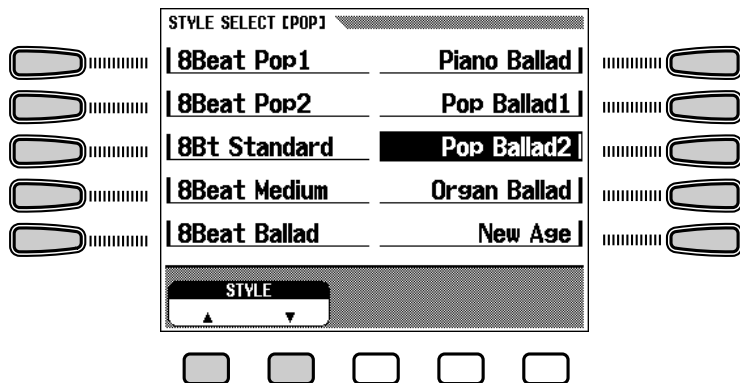 STYLE SELECT [POP]
8Beat Pop1 Piano Ballad
8Beat Pop2 Pop Ballad1
8Bt Standard Pop Ballad2
8Beat Medium Organ Ballad
8Beat Ballad New Age
STYLE
▲ ▼